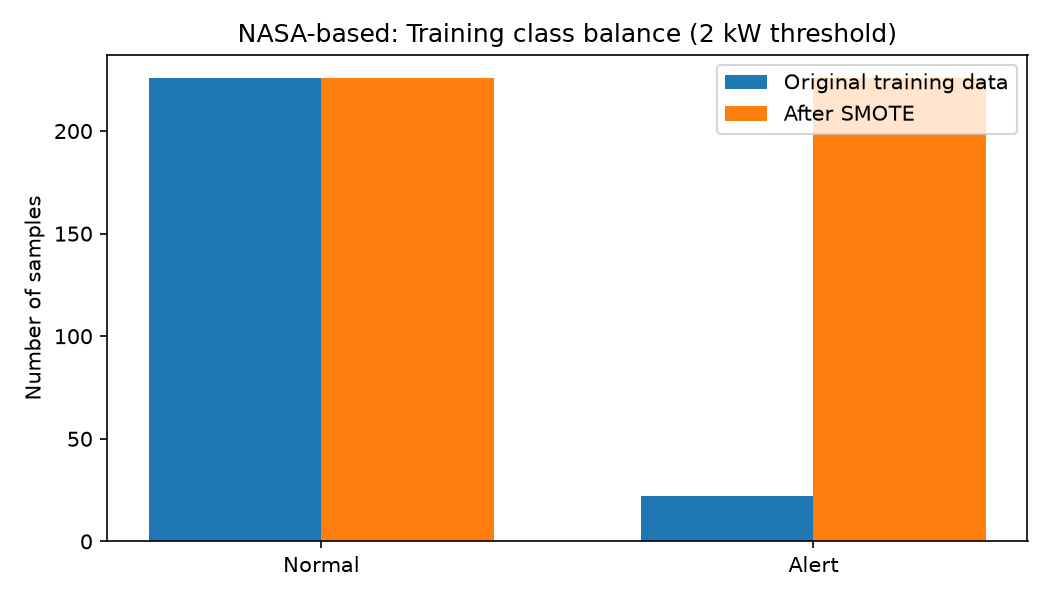 NASA-based: Training class balance (2 kW threshold)
Original training data
After SMOTE
Number of samples
200
150
100
50
0
Normal
Alert